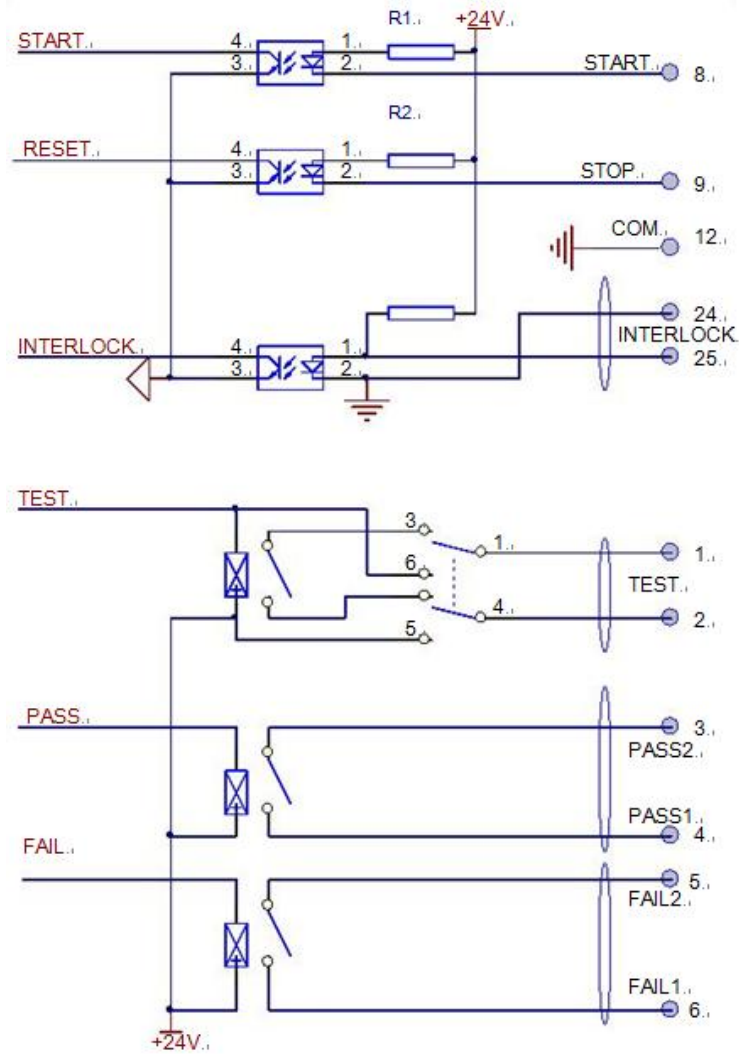 R1. +24V.
START.
4. 1.
3. 2.
START. 8.
R2.
RESET.
4. 1.
3. 2.
STOP. 9.
COM. 12.
24.
INTERLOCK.
INTERLOCK.
4. 1.
3. 2.
25.
TEST.
3
1. 1.
6
TEST.
4. 2.
5
PASS.
3.
PASS2.
PASS1.
4.
FAIL.
5.
FAIL2.
FAIL1.
6.
+24V.